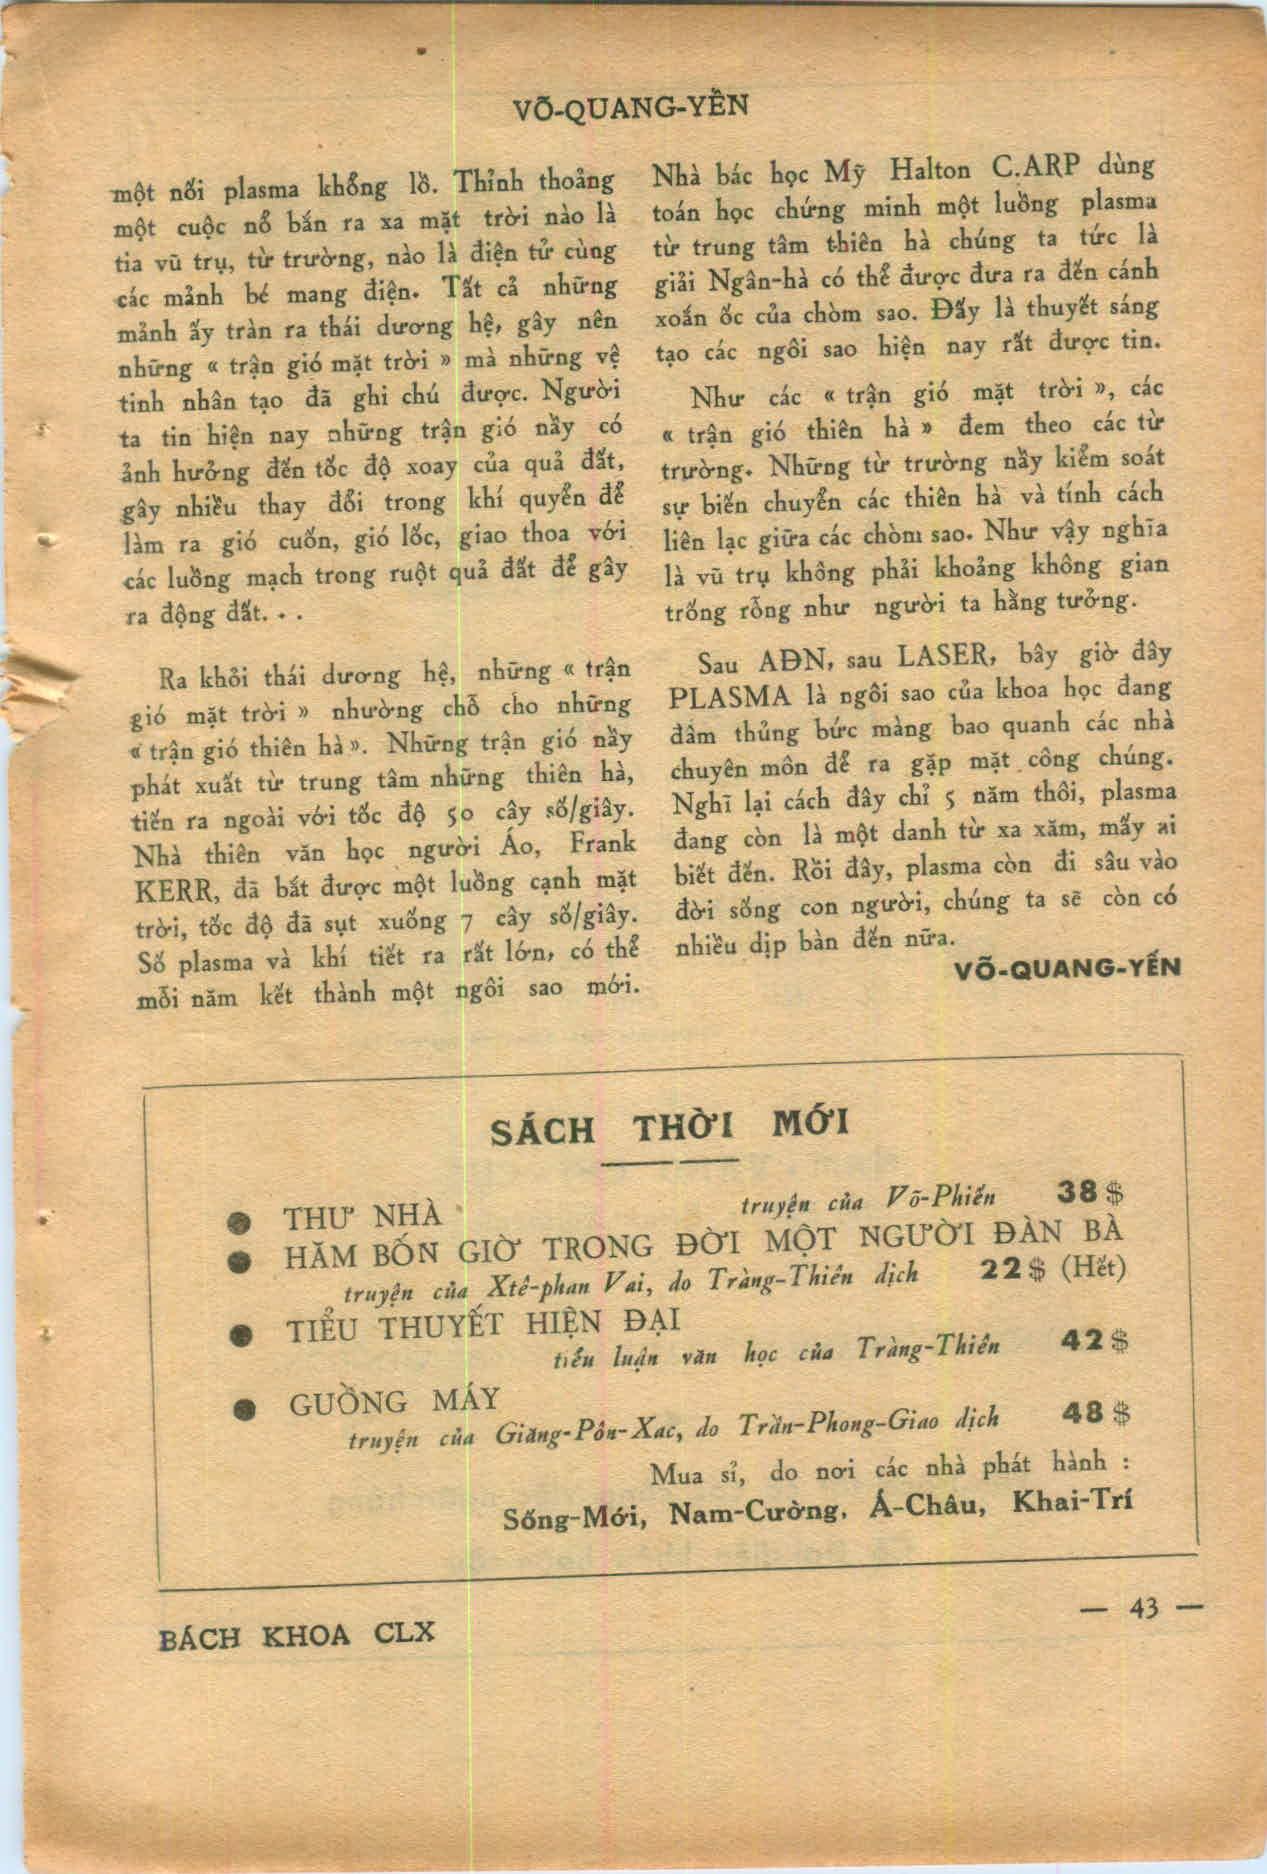 VÕ-QUANG-YẾN
một nối plasma khổng lồ. Thỉnh thoảng
một cuộc nổ bắn ra xa mặt trời nào là
tia vũ trụ, từ trường, nào là điện tử cùng
các mảnh bé mang điện. Tất cả những
mảnh ấy tràn ra thái dương hệ, gây nên
những « trận gió mặt trời » mà những vệ
tinh nhân tạo đã ghi chú được. Người
ta tin hiện nay những trận gió nầy có
ảnh hưởng đến tốc độ xoay của quả đất,
gây nhiều thay đổi trong khí quyển để
làm ra gió cuốn, gió lốc, giao thoa với
các luồng mạch trong ruột quả đất để gây
ra động đất. . .
Ra khỏi thái dương hệ, những « trận
gió mặt trời » nhường chỗ cho những
« trận gió thiên hà ». Những trận gió nầy
phát xuất từ trung tâm những thiên hà,
tiến ra ngoài với tốc độ 50 cây số/giây.
Nhà thiên văn học người Áo, Frank
KERR, đã bắt được một luồng cạnh mặt
trời, tốc độ đã sụt xuống 7 cây số/giây.
Số plasma và khí tiết ra rất lớn, có thể
mỗi năm kết thành một ngôi sao mới.
Nhà bác học Mỹ Halton C.ARP dùng
toán học chứng minh một luồng plasma
từ trung tâm thiên hà chúng ta tức là
giải Ngân-hà có thể được đưa ra đến cánh
xoắn ốc của chòm sao. Đấy là thuyết sáng
tạo các ngôi sao hiện nay rất được tin.
Như các « trận gió mặt trời », các
« trận gió thiên hà » đem theo các từ
trường. Những từ trường nầy kiểm soát
sự biến chuyển các thiên hà và tính cách
liên lạc giữa các chòm sao. Như vậy nghĩa
là vũ trụ không phải khoảng không gian
trống rỗng như người ta hằng tưởng.
Sau AĐN, sau LASER, bây giờ đây
PLASMA là ngôi sao của khoa học đang
đâm thủng bức màng bao quanh các nhà
chuyên môn để ra gặp mặt công chúng.
Nghĩ lại cách đây chỉ 5 năm thôi, plasma
đang còn là một danh từ xa xăm, mấy ai
biết đến. Rồi đây, plasma còn đi sâu vào
đời sống con người, chúng ta sẽ còn có
nhiều dịp bàn đến nữa.
VÕ-QUANG-YẾN
SÁCH THỜI MỚI
● THƯ NHÀ
truyện của Võ-Phiến 38$
● HĂM BỐN GIỜ TRONG ĐỜI MỘT NGƯỜI ĐÀN BÀ
truyện của Xtê-phan Vai, do Tràng-Thiên dịch 22$ (Hết)
● TIỂU THUYẾT HIỆN ĐẠI
tiểu luận văn học của Tràng-Thiên 42$
● GUỒNG MÁY
truyện của Giăng-Pôn-Xac, do Trần-Phong-Giao dịch 48$
Mua sỉ, do nơi các nhà phát hành :
Sống-Mới, Nam-Cường, Á-Châu, Khai-Trí
BÁCH KHOA CLX
— 43 —